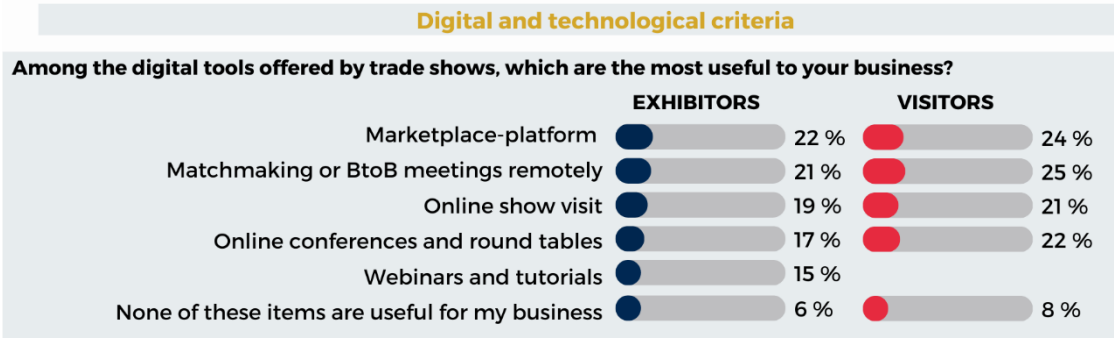 Digital and technological criteria
Among the digital tools offered by trade shows, which are the most useful to your business?
EXHIBITORS VISITORS
Marketplace-platform 22 % 24 %
Matchmaking or BtoB meetings remotely 21 % 25 %
Online show visit 19 % 21 %
Online conferences and round tables 17 % 22 %
Webinars and tutorials 15 %
None of these items are useful for my business 6 % 8 %